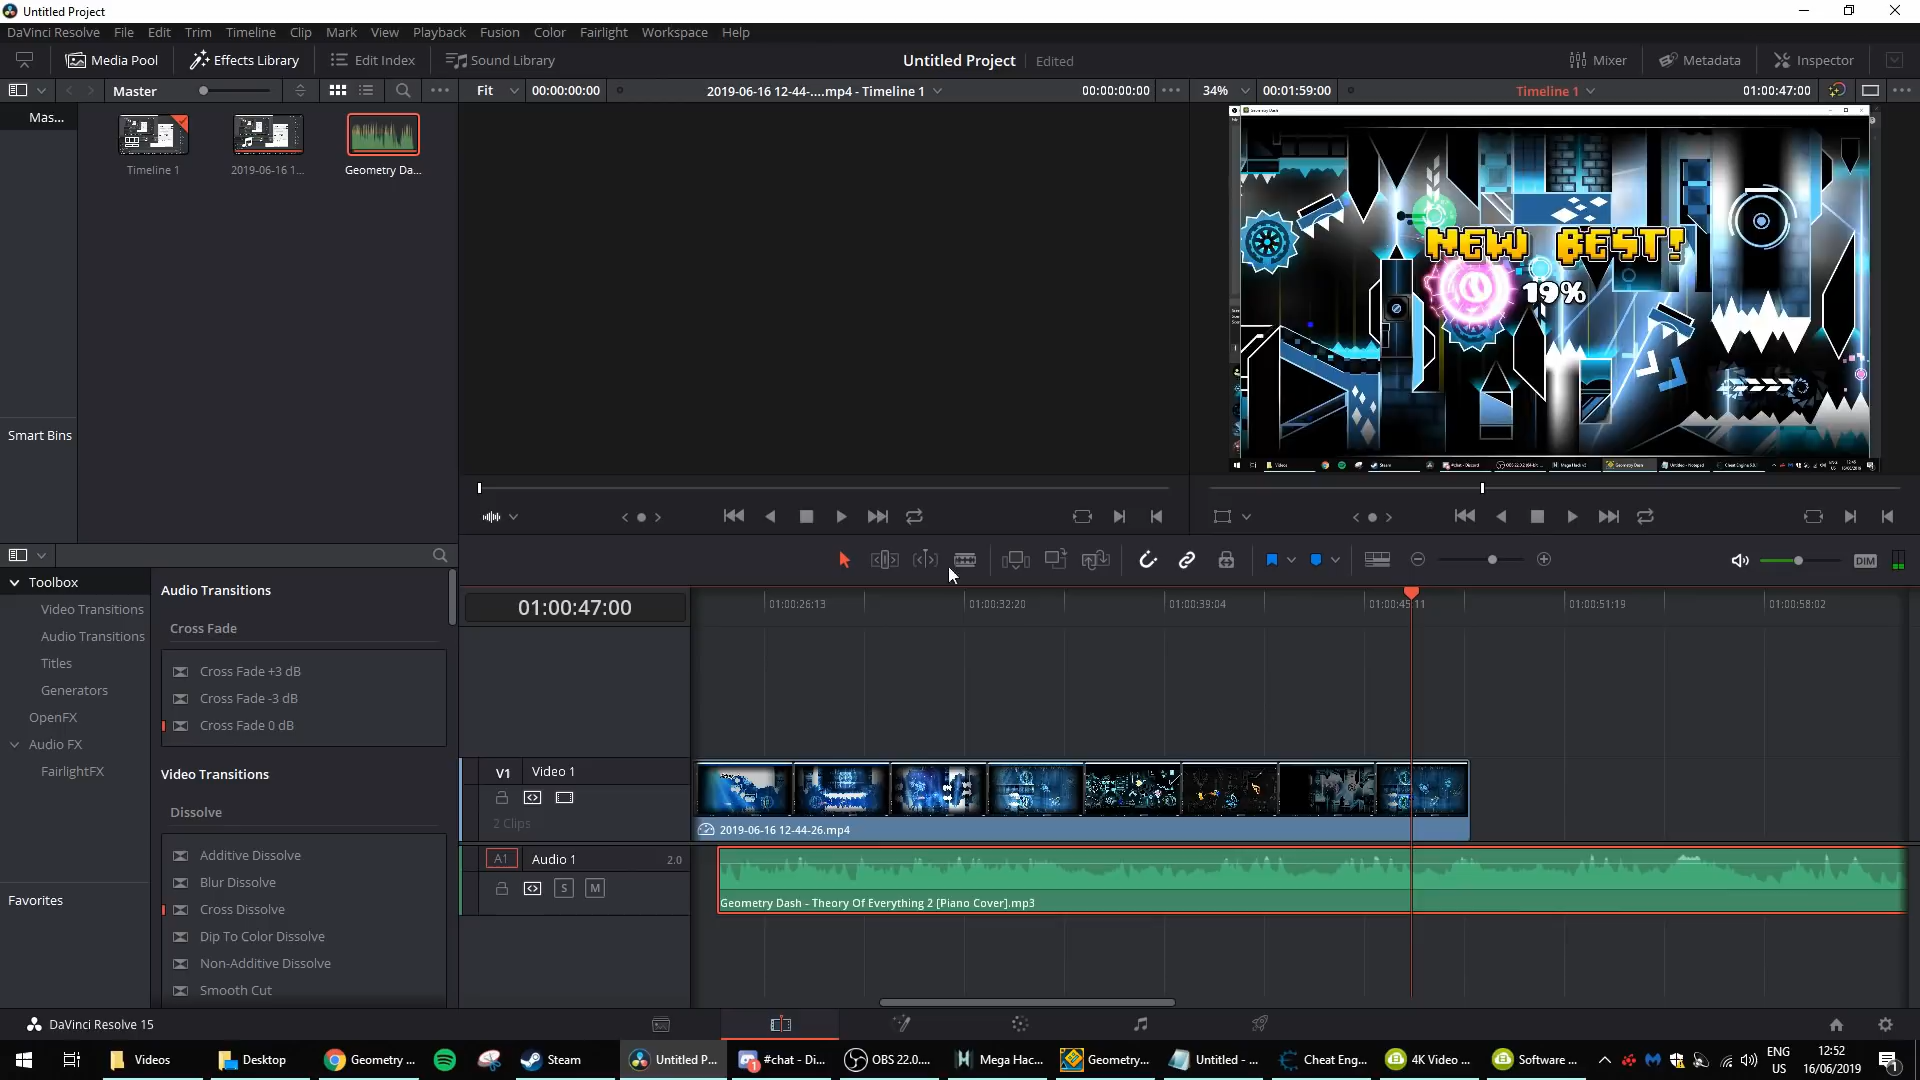 Untitled Project
DaVinci Resolve File Edit Trim Timeline Clip Mark View Playback Fusion Color Fairlight Workspace Help
Media Pool Effects Library Edit Index Sound Library Untitled Project Edited Mixer Metadata Inspector
Master Fit 00:00:00:00 2019-06-16 12-44-....mp4 - Timeline 1 00:00:00:00 34% 00:01:59:00 Timeline 1 01:00:47:00
Mas...
Timeline 1 2019-06-16 1... Geometry Da...
NEW BEST!
19%
Smart Bins
DIM
Toolbox
Video Transitions
Audio Transitions
Titles
Generators
OpenFX
Audio FX
FairlightFX
Favorites
Audio Transitions
Cross Fade
Cross Fade +3 dB
Cross Fade -3 dB
Cross Fade 0 dB
Video Transitions
Dissolve
Additive Dissolve
Blur Dissolve
Cross Dissolve
Dip To Color Dissolve
Non-Additive Dissolve
Smooth Cut
01:00:47:00 01:00:26:13 01:00:32:20 01:00:39:04 01:00:45:11 01:00:51:19 01:00:58:02
V1 Video 1
2 Clips
2019-06-16 12-44-26.mp4
A1 Audio 1 2.0
S M
Geometry Dash - Theory Of Everything 2 [Piano Cover].mp3
DaVinci Resolve 15
Videos Desktop Geometry ... Steam Untitled P... #chat - Di... OBS 22.0.... Mega Hac... Geometry... Untitled - ... Cheat Eng... 4K Video ... Software ... ENG US 12:52 16/06/2019